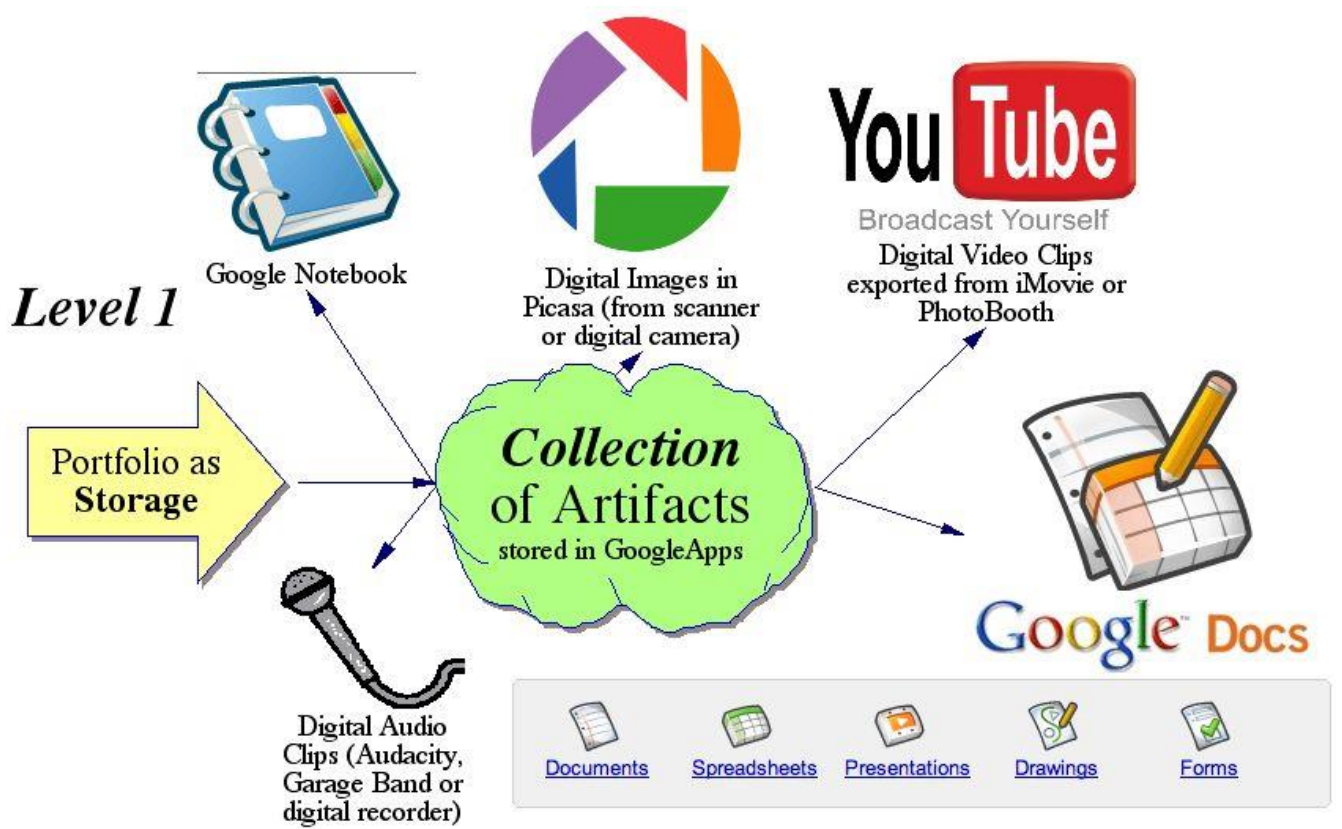 Google Notebook
Digital Images in
Picasa (from scanner
or digital camera)
You Tube
Broadcast Yourself
Digital Video Clips
exported from iMovie or
PhotoBooth
Level 1
Portfolio as
Storage
Collection
of Artifacts
stored in GoogleApps
Google™ Docs
Digital Audio
Clips (Audacity,
Garage Band or
digital recorder)
Documents
Spreadsheets
Presentations
Drawings
Forms